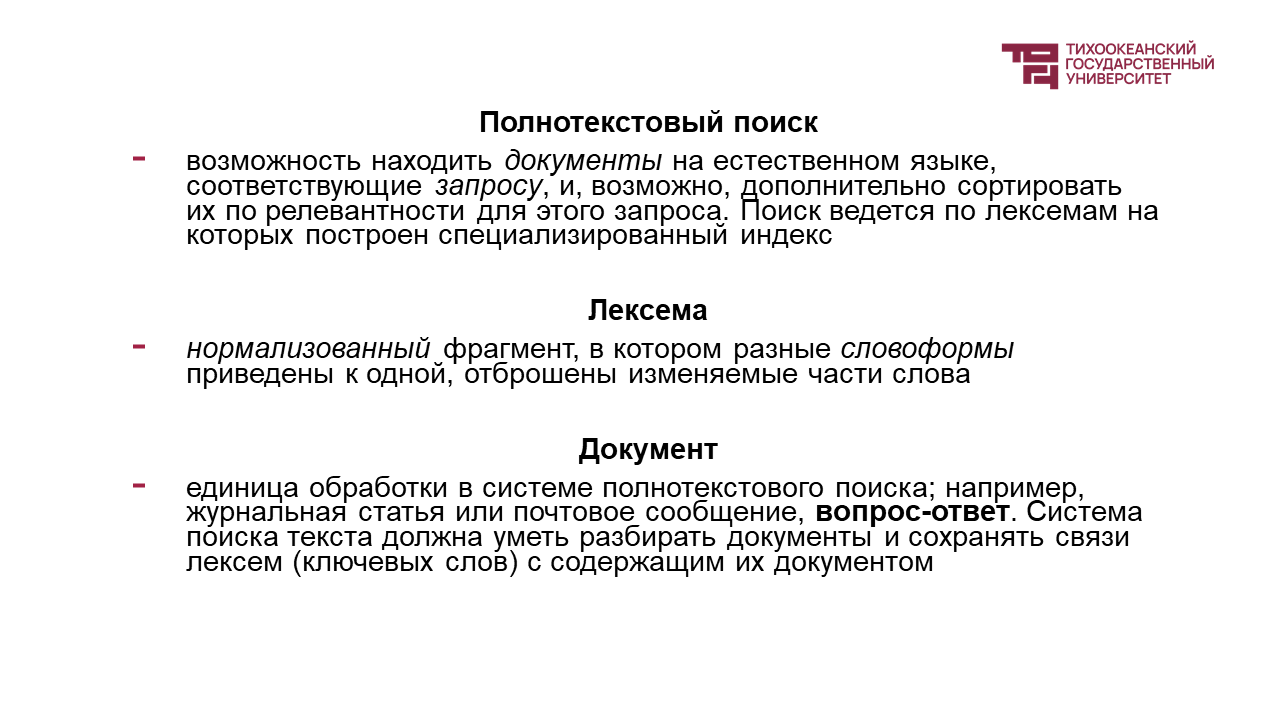 ТИХООКЕАНСКИЙ
ГОСУДАРСТВЕННЫЙ
УНИВЕРСИТЕТ
Полнотекстовый поиск
- возможность находить документы на естественном языке,
соответствующие запросу, и, возможно, дополнительно сортировать
их по релевантности для этого запроса. Поиск ведется по лексемам на
которых построен специализированный индекс
Лексема
- нормализованный фрагмент, в котором разные словоформы
приведены к одной, отброшены изменяемые части слова
Документ
- единица обработки в системе полнотекстового поиска; например,
журнальная статья или почтовое сообщение, вопрос-ответ. Система
поиска текста должна уметь разбирать документы и сохранять связи
лексем (ключевых слов) с содержащим их документом